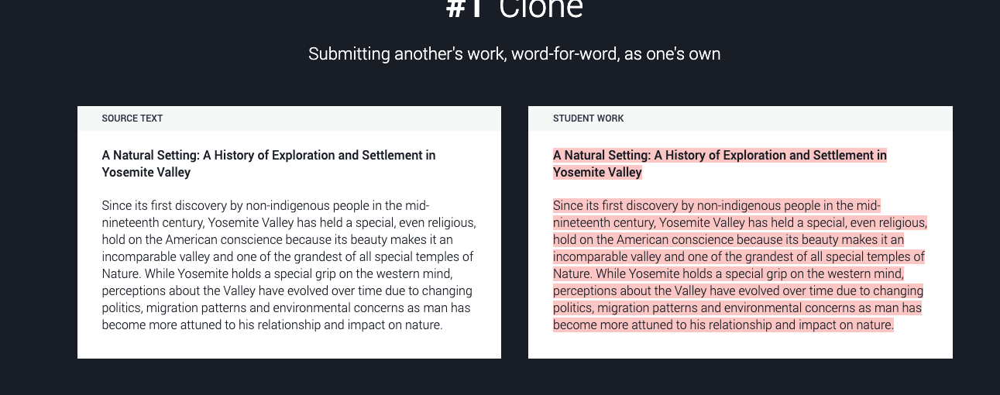 #1 Clone
Submitting another's work, word-for-word, as one's own
SOURCE TEXT
A Natural Setting: A History of Exploration and Settlement in
Yosemite Valley
Since its first discovery by non-indigenous people in the mid-
nineteenth century, Yosemite Valley has held a special, even religious,
hold on the American conscience because its beauty makes it an
incomparable valley and one of the grandest of all special temples of
Nature. While Yosemite holds a special grip on the western mind,
perceptions about the Valley have evolved over time due to changing
politics, migration patterns and environmental concerns as man has
become more attuned to his relationship and impact on nature.
STUDENT WORK
A Natural Setting: A History of Exploration and Settlement in
Yosemite Valley
Since its first discovery by non-indigenous people in the mid-
nineteenth century, Yosemite Valley has held a special, even religious,
hold on the American conscience because its beauty makes it an
incomparable valley and one of the grandest of all special temples of
Nature. While Yosemite holds a special grip on the western mind,
perceptions about the Valley have evolved over time due to changing
politics, migration patterns and environmental concerns as man has
become more attuned to his relationship and impact on nature.